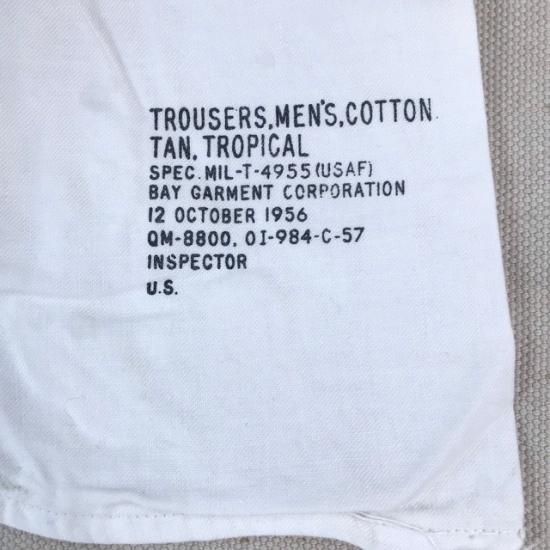 TROUSERS, MEN'S, COTTON
TAN, TROPICAL
SPEC. MIL-T-4955 (USAF)
BAY GARMENT CORPORATION
12 OCTOBER 1956
QM-8800, OI-984-C-57
INSPECTOR
U.S.